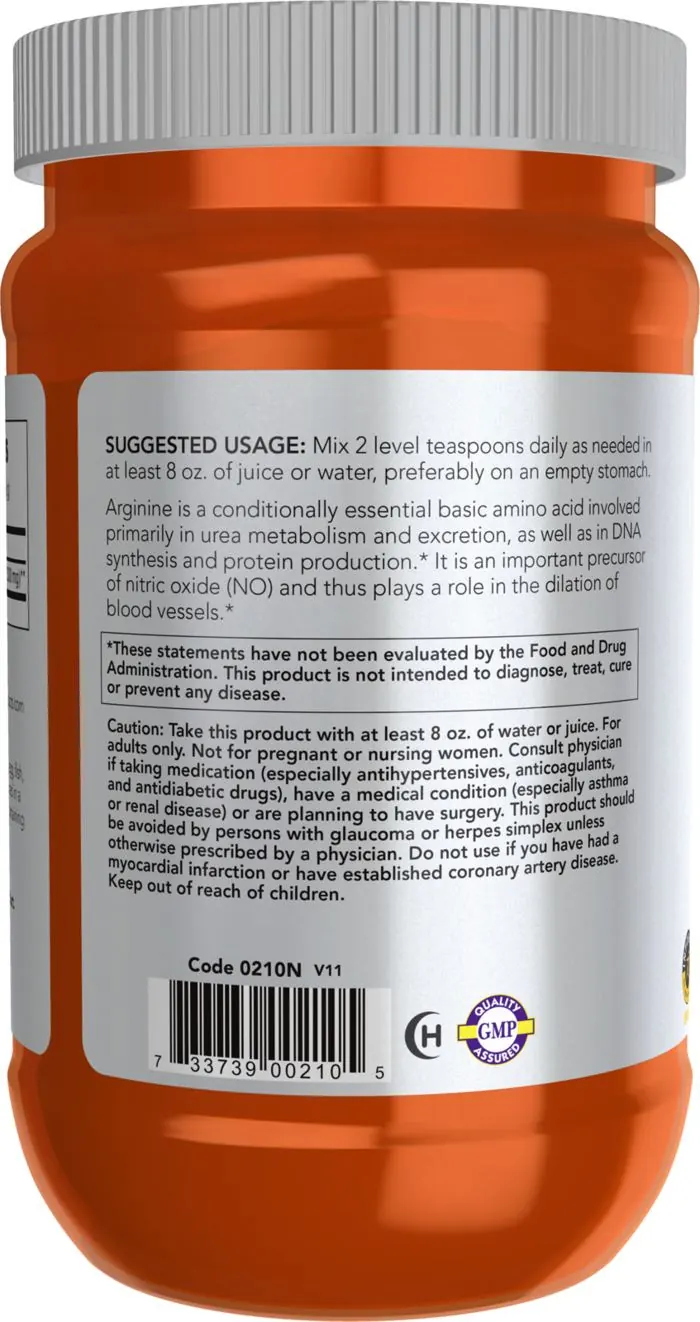 SUGGESTED USAGE: Mix 2 level teaspoons daily as needed in
at least 8 oz. of juice or water, preferably on an empty stomach.
Arginine is a conditionally essential basic amino acid involved
primarily in urea metabolism and excretion, as well as in DNA
synthesis and protein production.* It is an important precursor
of nitric oxide (NO) and thus plays a role in the dilation of
blood vessels.*
*These statements have not been evaluated by the Food and Drug
Administration. This product is not intended to diagnose, treat, cure
or prevent any disease.
Caution: Take this product with at least 8 oz. of water or juice. For
adults only. Not for pregnant or nursing women. Consult physician
if taking medication (especially antihypertensives, anticoagulants,
and antidiabetic drugs), have a medical condition (especially asthma
or renal disease) or are planning to have surgery. This product should
be avoided by persons with glaucoma or herpes simplex unless
otherwise prescribed by a physician. Do not use if you have had a
myocardial infarction or have established coronary artery disease.
Keep out of reach of children.
Code 0210N V11
7 33739 00210 5
H
QUALITY
GMP
ASSURED